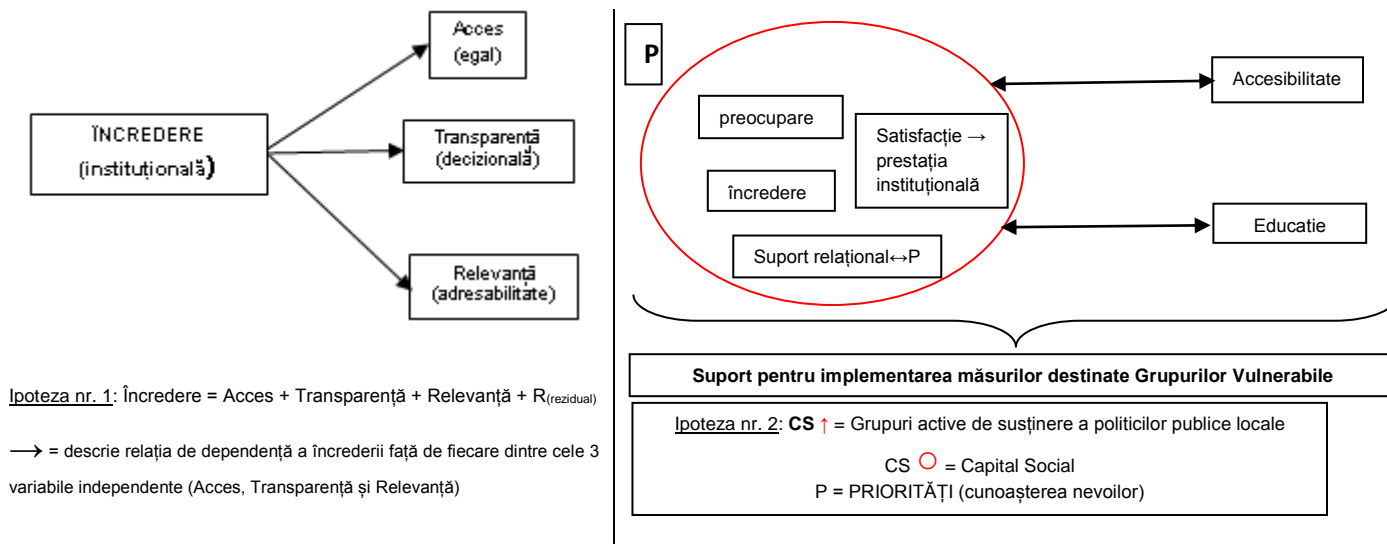 Acces
(egal)
ÎNCREDERE
(instituțională)
Transparență
(decizională)
Relevanță
(adresabilitate)
Ipoteza nr. 1: Încredere = Acces + Transparență + Relevanță + R(rezidual)
⟶ = descrie relația de dependență a încrederii față de fiecare dintre cele 3
variabile independente (Acces, Transparență și Relevanță)
P
preocupare
Satisfacție →
prestația
instituțională
încredere
Suport relațional↔P
Accesibilitate
Educatie
Suport pentru implementarea măsurilor destinate Grupurilor Vulnerabile
Ipoteza nr. 2: CS ↑ = Grupuri active de susținere a politicilor publice locale
CS ○ = Capital Social
P = PRIORITĂȚI (cunoașterea nevoilor)